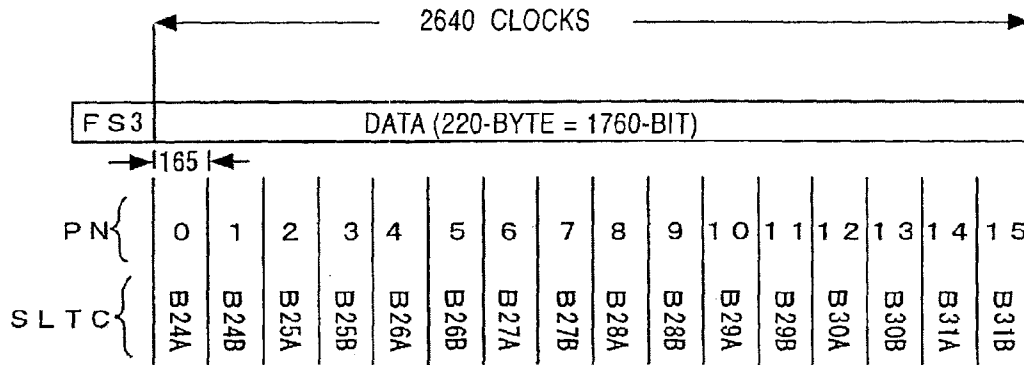 2640 CLOCKS
FS3 DATA (220-BYTE = 1760-BIT)
165
PN 0 1 2 3 4 5 6 7 8 9 10 11 12 13 14 15
SLTC B24A B24B B25A B25B B26A B26B B27A B27B B28A B28B B29A B29B B30A B30B B31A B31B